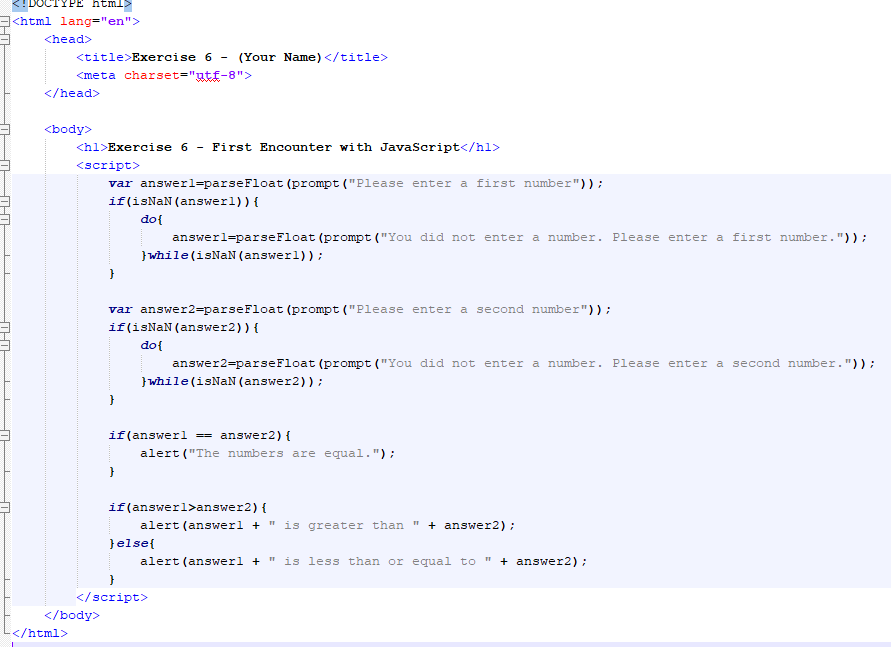 <!DOCTYPE html>
<html lang="en">
<head>
<title>Exercise 6 - (Your Name)</title>
<meta charset="utf-8">
</head>
<body>
<h1>Exercise 6 - First Encounter with JavaScript</h1>
<script>
var answer1=parseFloat(prompt("Please enter a first number"));
if(isNaN(answer1)){
do{
answer1=parseFloat(prompt("You did not enter a number. Please enter a first number."));
}while(isNaN(answer1));
}
var answer2=parseFloat(prompt("Please enter a second number"));
if(isNaN(answer2)){
do{
answer2=parseFloat(prompt("You did not enter a number. Please enter a second number."));
}while(isNaN(answer2));
}
if(answer1 == answer2){
alert("The numbers are equal.");
}
if(answer1>answer2){
alert(answer1 + " is greater than " + answer2);
}else{
alert(answer1 + " is less than or equal to " + answer2);
}
</script>
</body>
</html>